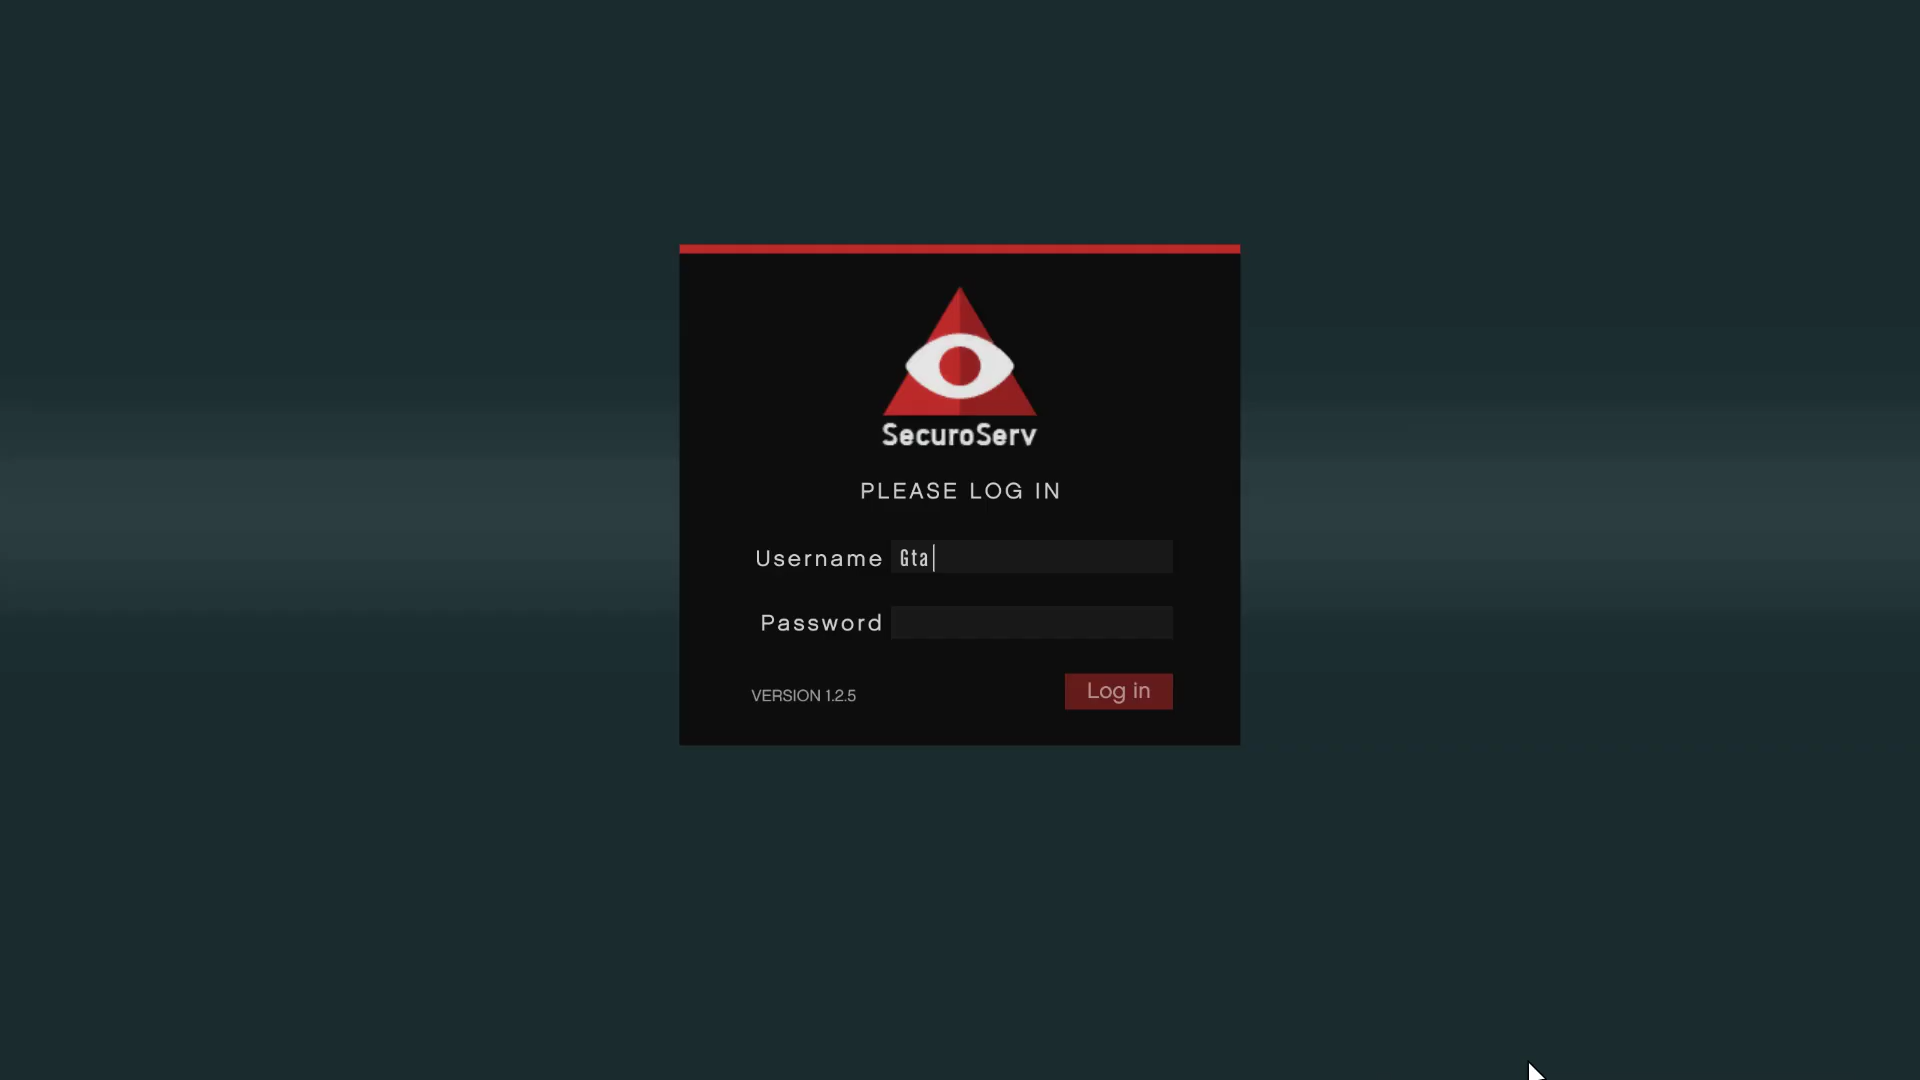 SecuroServ
PLEASE LOG IN
Username Gta
Password
VERSION 1.2.5
Log in